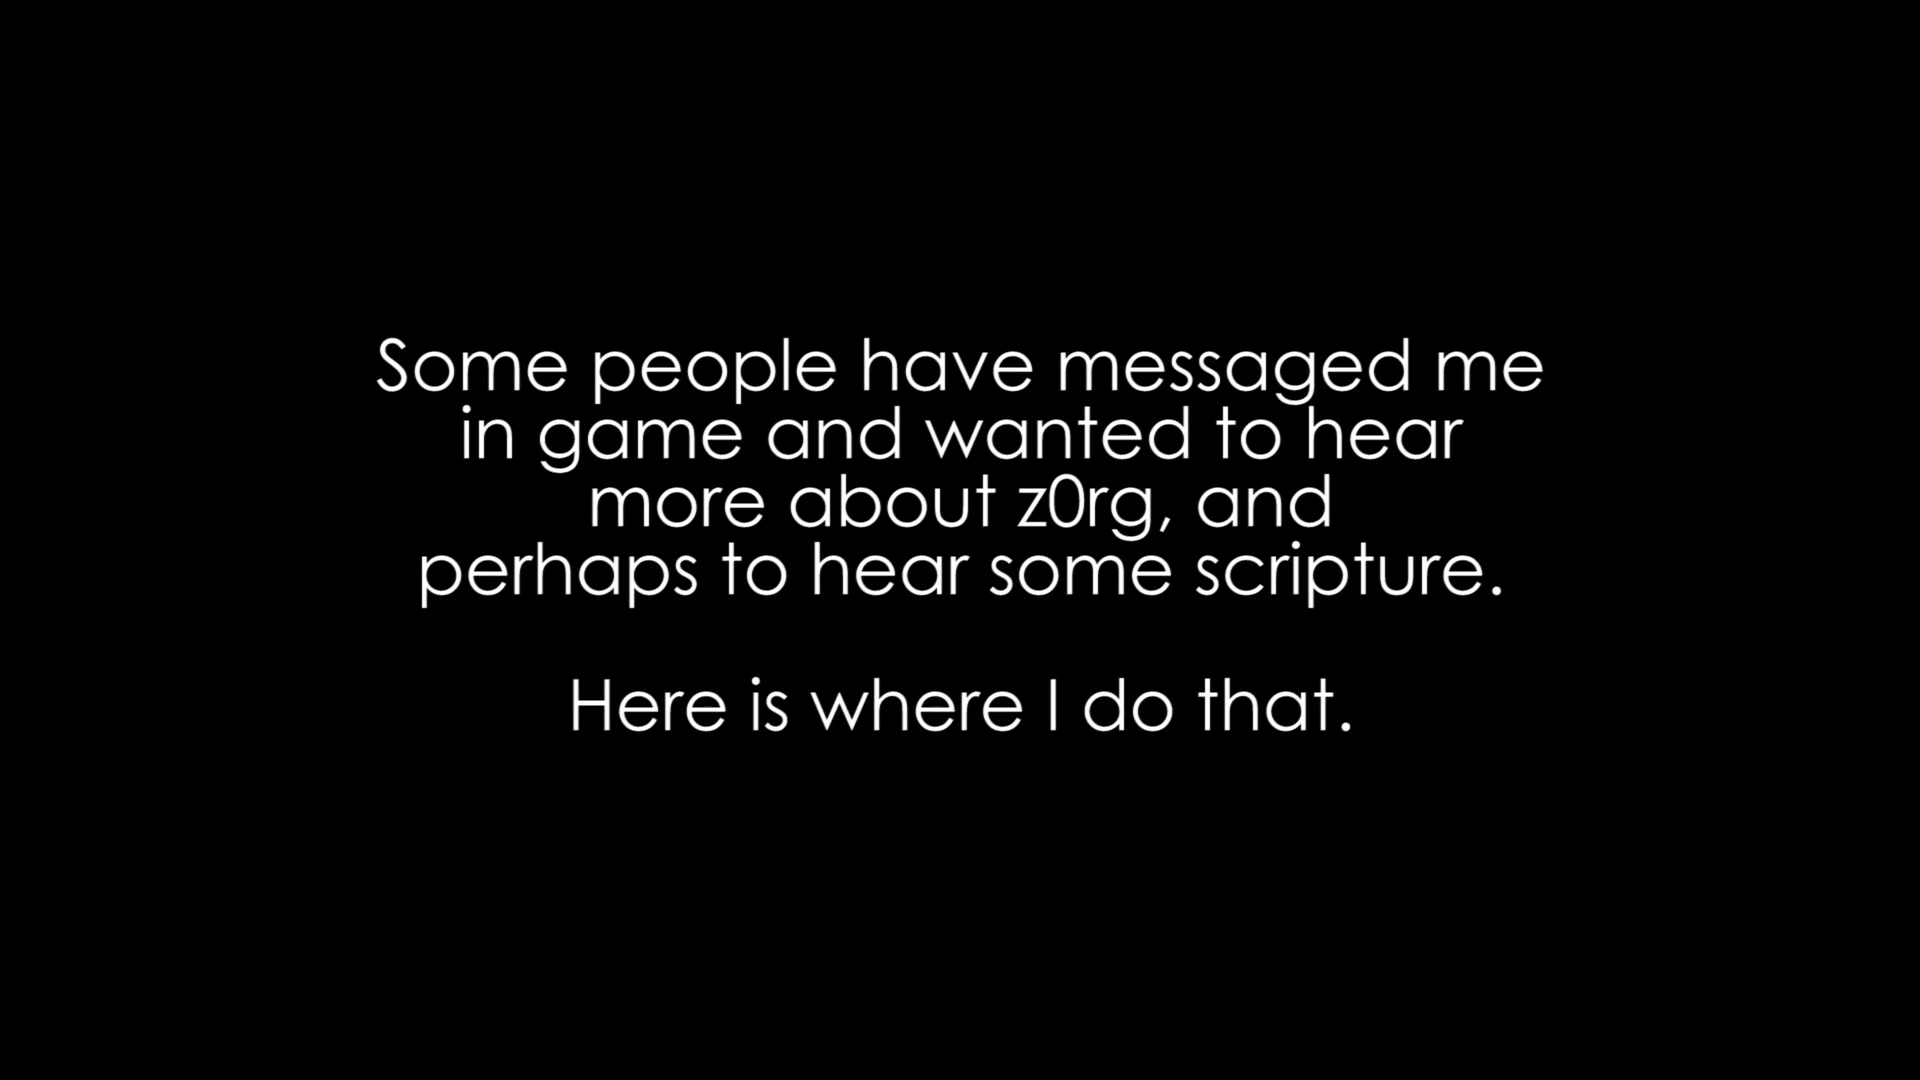 Some people have messaged me
in game and wanted to hear
more about z0rg, and
perhaps to hear some scripture.
Here is where I do that.